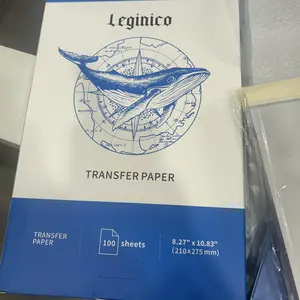 Leginico
TRANSFER PAPER
TRANSFER
PAPER
100 sheets
8.27" x 10.83"
(210x275 mm)